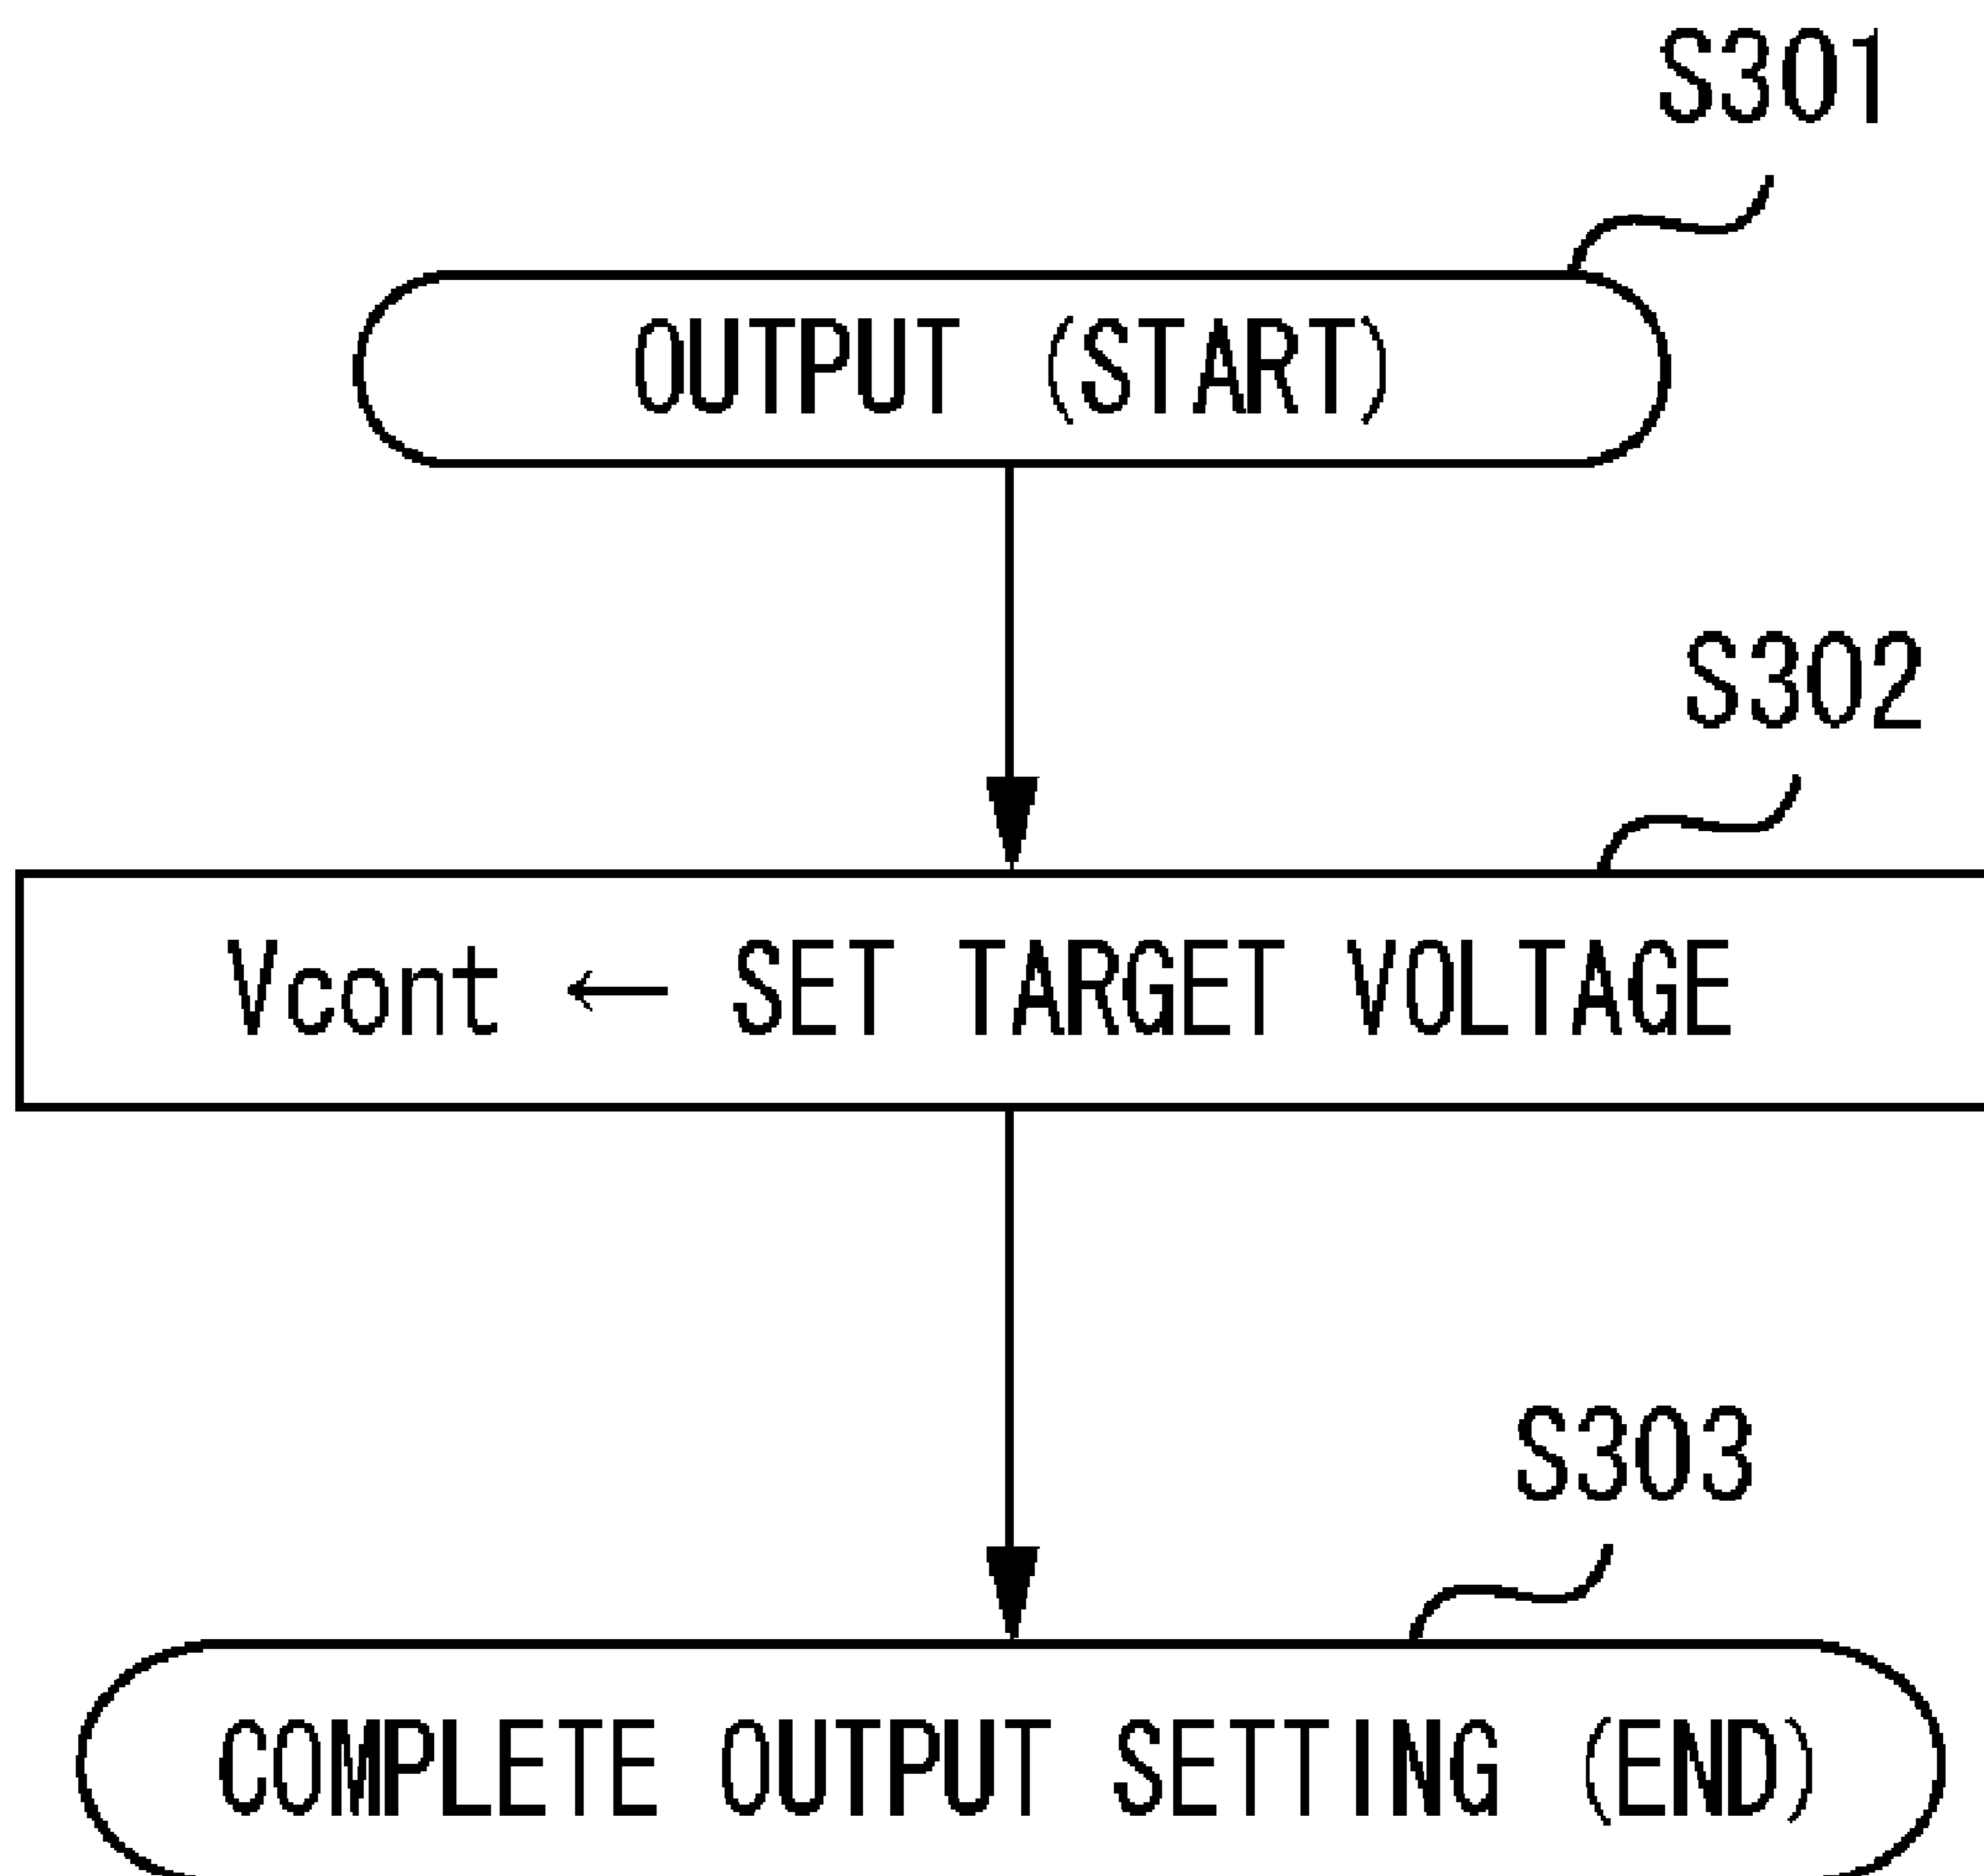 S301
OUTPUT (START)
S302
Vcont ← SET TARGET VOLTAGE
S303
COMPLETE OUTPUT SETTING (END)